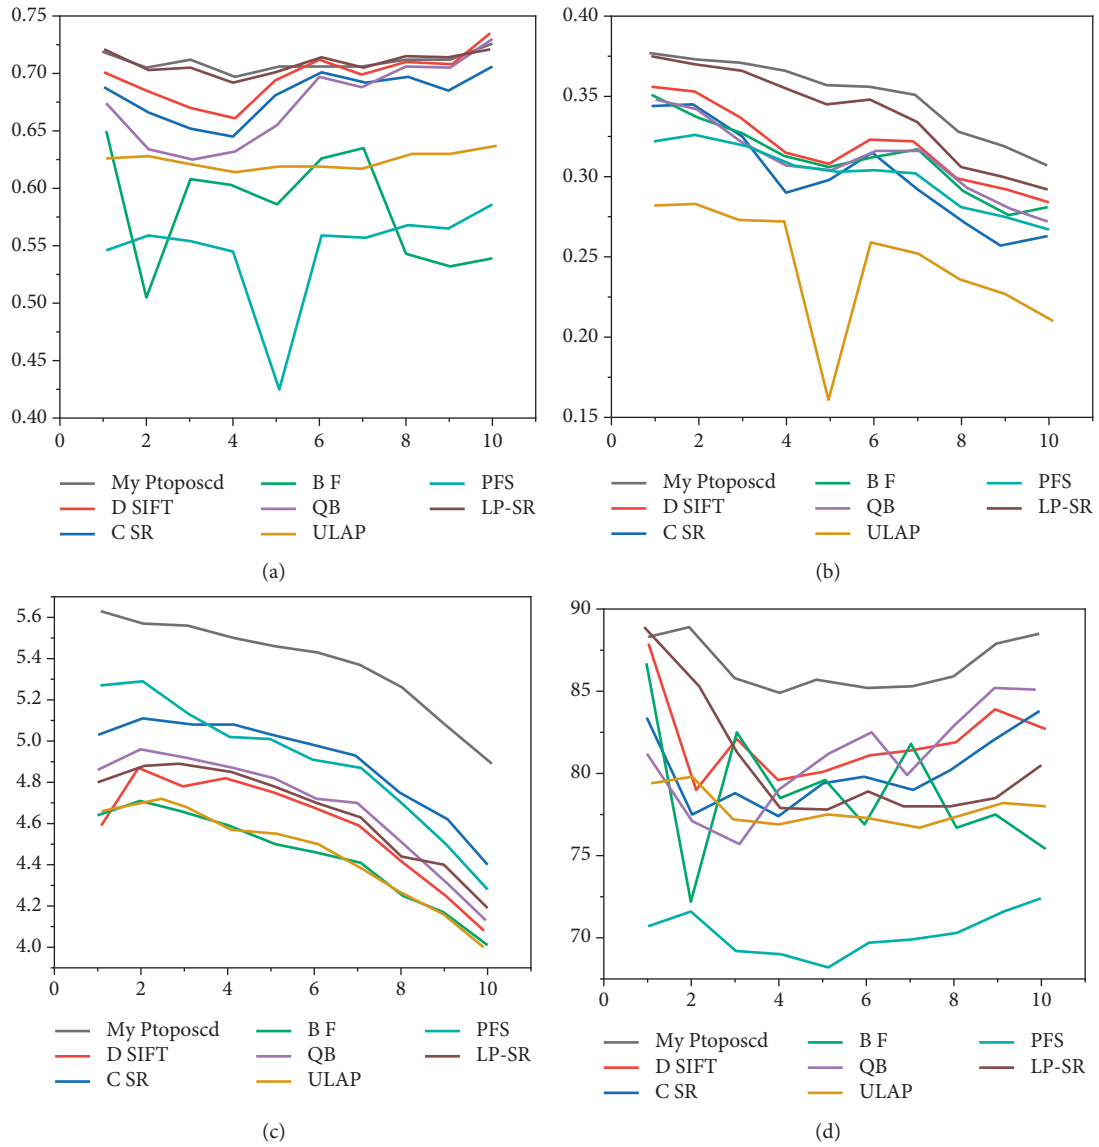 0.75
0.70
0.65
0.60
0.55
0.50
0.45
0.40
0 2 4 6 8 10
My Ptoposcd B F PFS
D SIFT QB LP-SR
C SR ULAP
(a)
0.40
0.35
0.30
0.25
0.20
0.15
0 2 4 6 8 10
My Ptoposcd B F PFS
D SIFT QB LP-SR
C SR ULAP
(b)
5.6
5.4
5.2
5.0
4.8
4.6
4.4
4.2
4.0
0 2 4 6 8 10
My Ptoposcd B F PFS
D SIFT QB LP-SR
C SR ULAP
(c)
90
85
80
75
70
0 2 4 6 8 10
My Ptoposcd B F PFS
D SIFT QB LP-SR
C SR ULAP
(d)